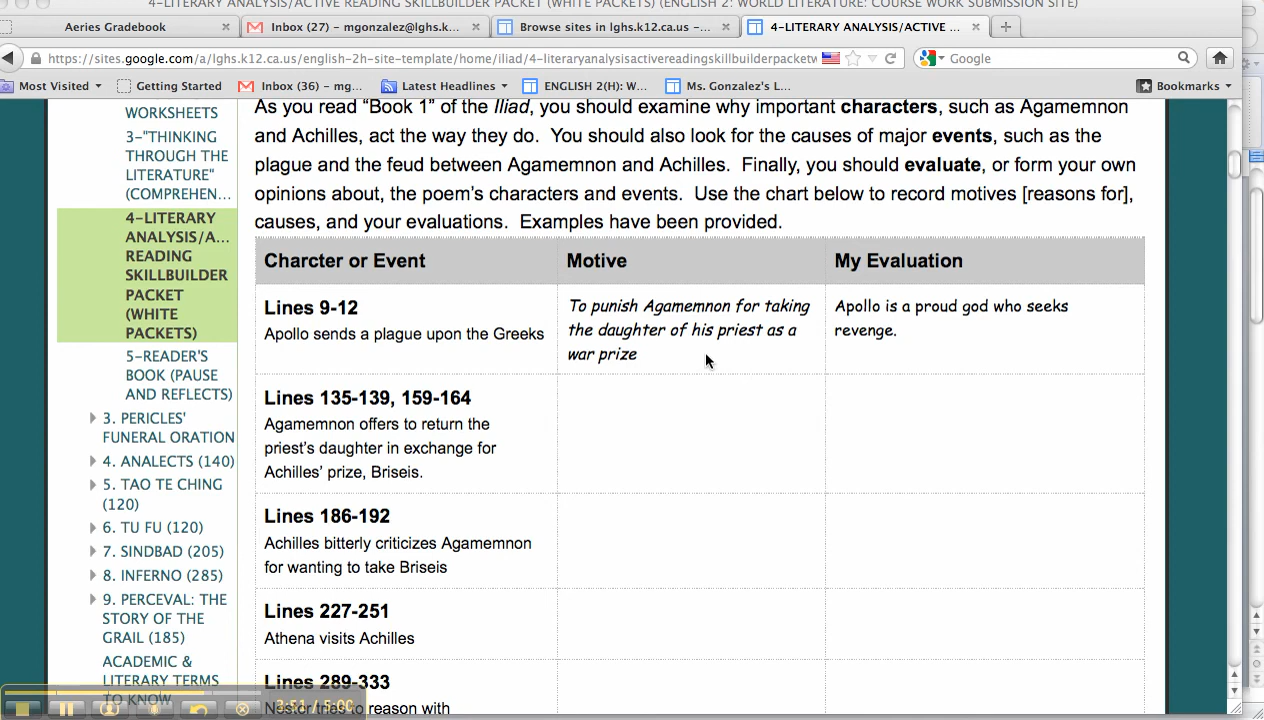 4-LITERARY ANALYSIS/ACTIVE READING SKILLBUILDER PACKET (WHITE PACKETS) (ENGLISH 2: WORLD LITERATURE: COURSE WORK SUBMISSION SITE)
Aeries Gradebook
Inbox (27) – mgonzalez@lghs.k...
Browse sites in lghs.k12.ca.us –...
4-LITERARY ANALYSIS/ACTIVE ...
https://sites.google.com/a/lghs.k12.ca.us/english-2h-site-template/home/iliad/4-literaryanalysisactivereadingskillbuilderpacketw
Google
Most Visited
Getting Started
Inbox (36) – mg...
Latest Headlines
ENGLISH 2(H): W...
Ms. Gonzalez's L...
Bookmarks
WORKSHEETS
3-"THINKING
THROUGH THE
LITERATURE"
(COMPREHEN...
4-LITERARY
ANALYSIS/A...
READING
SKILLBUILDER
PACKET
(WHITE
PACKETS)
5-READER'S
BOOK (PAUSE
AND REFLECTS)
3. PERICLES'
FUNERAL ORATION
4. ANALECTS (140)
5. TAO TE CHING
(120)
6. TU FU (120)
7. SINDBAD (205)
8. INFERNO (285)
9. PERCEVAL: THE
STORY OF THE
GRAIL (185)
ACADEMIC &
LITERARY TERMS
TO KNOW
As you read “Book 1” of the Iliad, you should examine why important characters, such as Agamemnon
and Achilles, act the way they do.  You should also look for the causes of major events, such as the
plague and the feud between Agamemnon and Achilles.  Finally, you should evaluate, or form your own
opinions about, the poem’s characters and events.  Use the chart below to record motives [reasons for],
causes, and your evaluations.  Examples have been provided.
Charcter or Event
Motive
My Evaluation
Lines 9-12
Apollo sends a plague upon the Greeks
To punish Agamemnon for taking
the daughter of his priest as a
war prize
Apollo is a proud god who seeks
revenge.
Lines 135-139, 159-164
Agamemnon offers to return the
priest’s daughter in exchange for
Achilles’ prize, Briseis.
Lines 186-192
Achilles bitterly criticizes Agamemnon
for wanting to take Briseis
Lines 227-251
Athena visits Achilles
Lines 289-333
Nestor tries to reason with
3:51 / 5:00